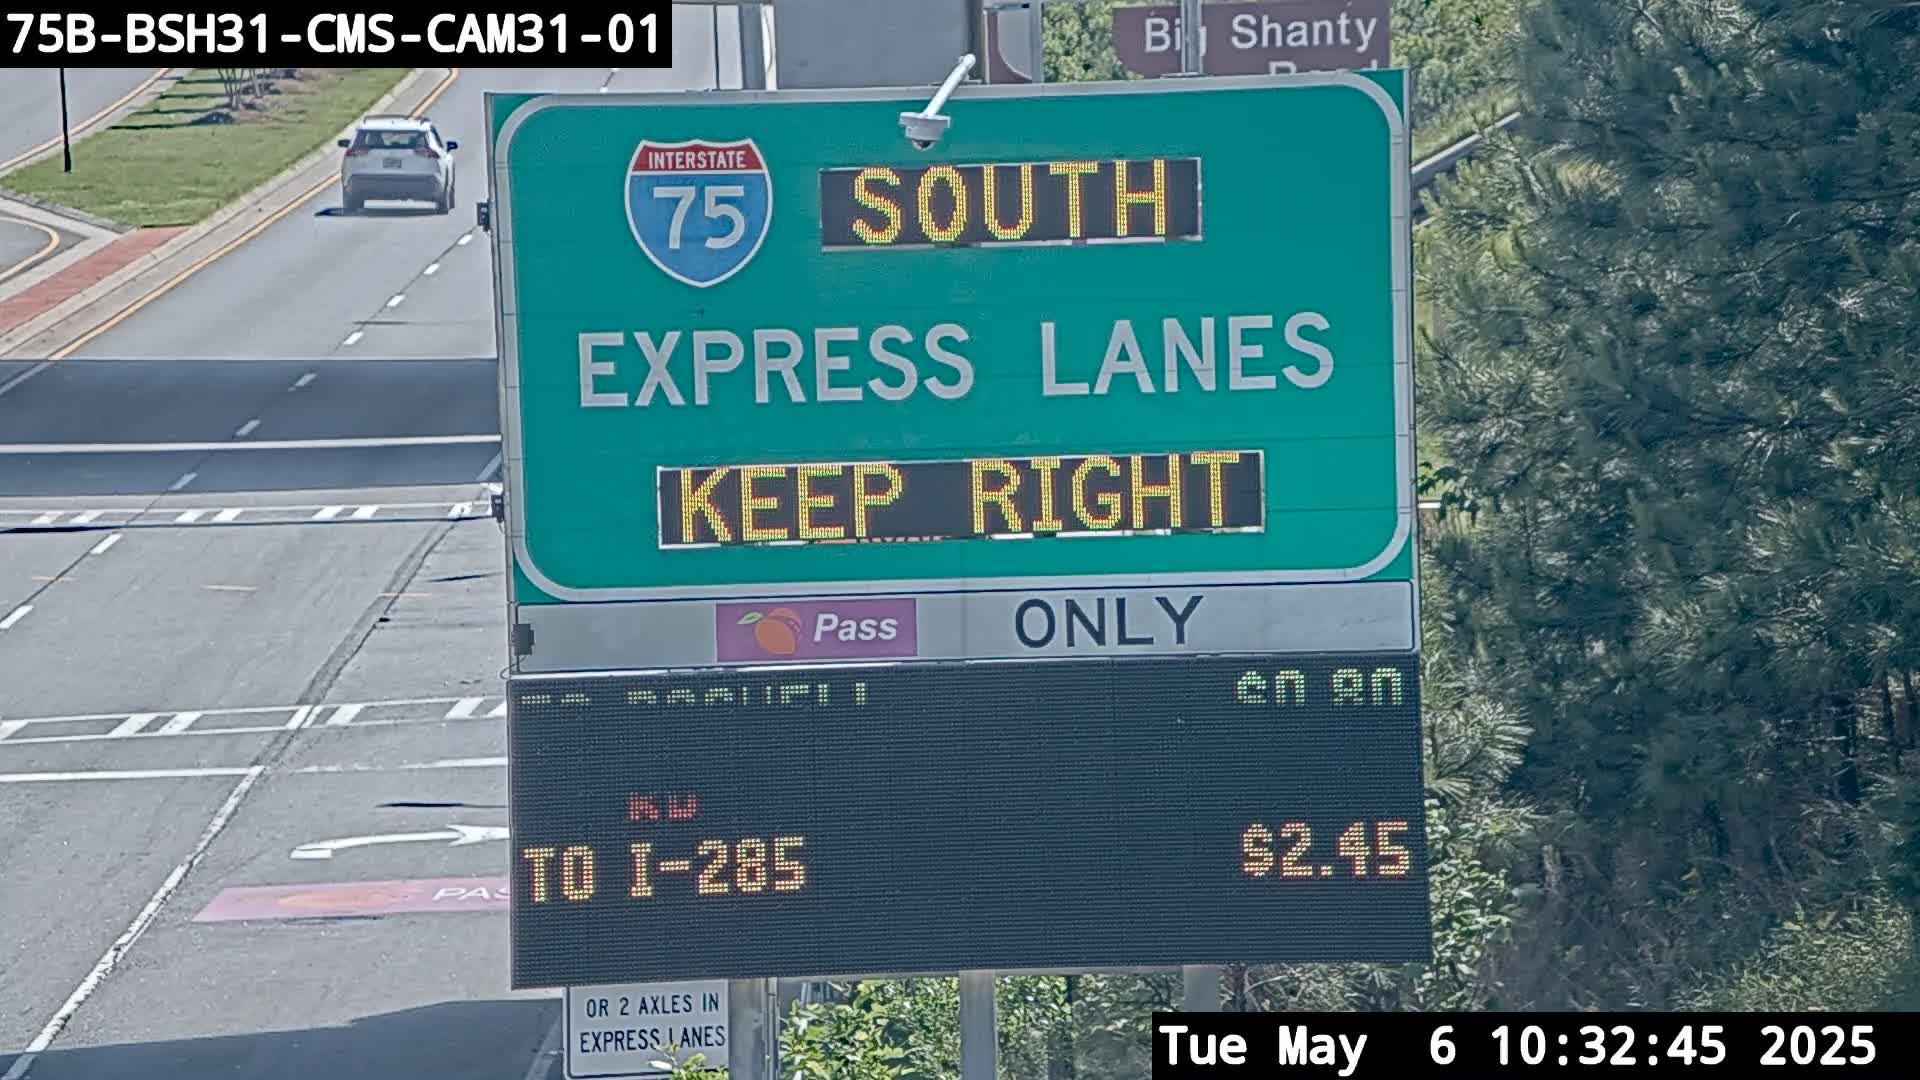 75B-BSH31-CMS-CAM31-01
Big Shanty
INTERSTATE
75
SOUTH
EXPRESS LANES
KEEP RIGHT
Pass ONLY
TO I-285 $2.45
OR 2 AXLES IN
EXPRESS LANES
Tue May 6 10:32:45 2025